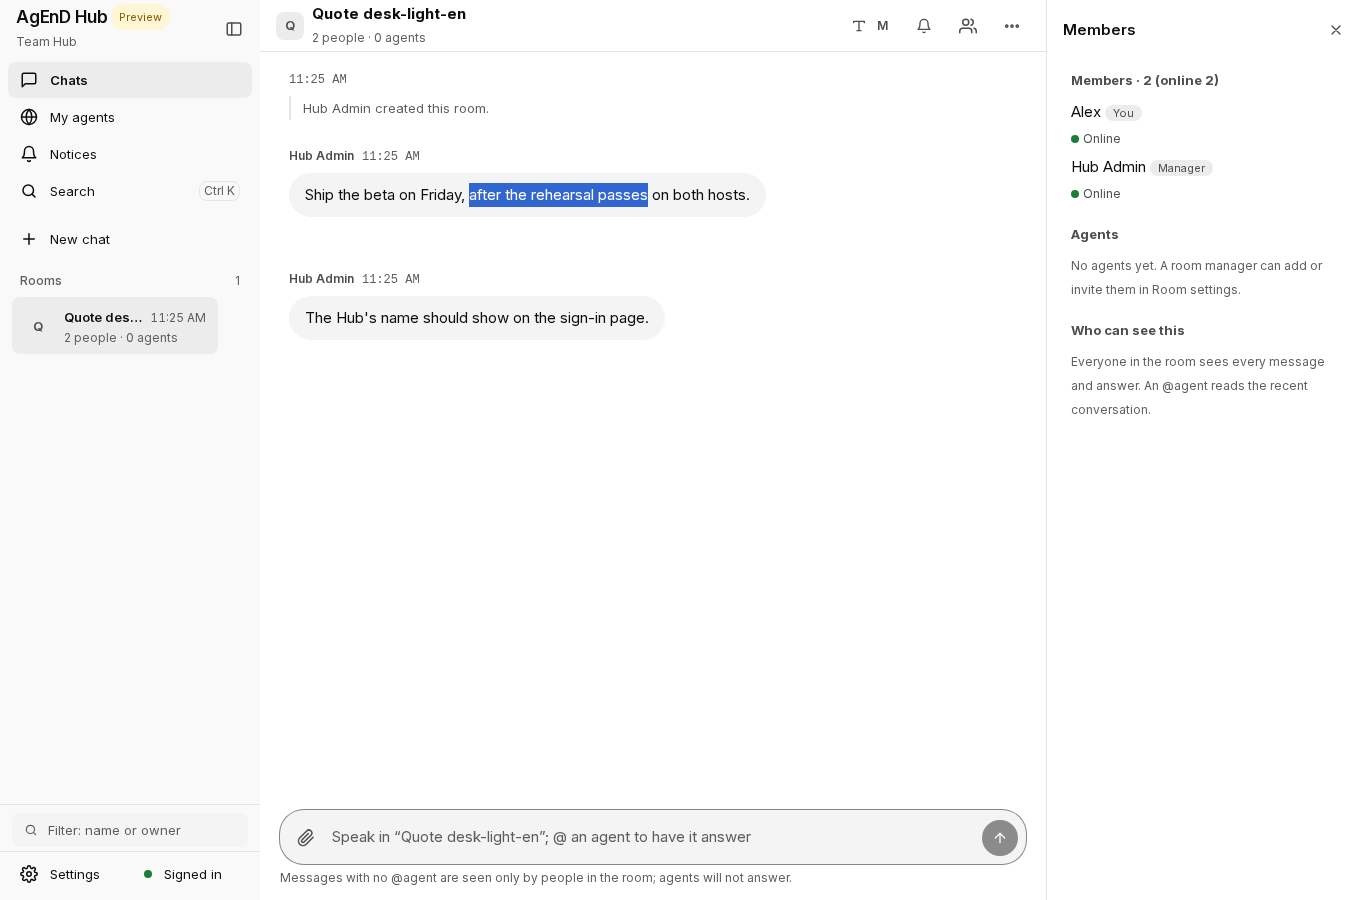 AgEnD Hub Preview
Team Hub
Chats
My agents
Notices
Search Ctrl K
New chat
Rooms 1
Q Quote des... 11:25 AM
2 people · 0 agents
Filter: name or owner
Settings Signed in
Q Quote desk-light-en
2 people · 0 agents
T M
11:25 AM
Hub Admin created this room.
Hub Admin 11:25 AM
Ship the beta on Friday, after the rehearsal passes on both hosts.
Hub Admin 11:25 AM
The Hub's name should show on the sign-in page.
Speak in “Quote desk-light-en”; @ an agent to have it answer
Messages with no @agent are seen only by people in the room; agents will not answer.
Members
Members · 2 (online 2)
Alex You
Online
Hub Admin Manager
Online
Agents
No agents yet. A room manager can add or
invite them in Room settings.
Who can see this
Everyone in the room sees every message
and answer. An @agent reads the recent
conversation.